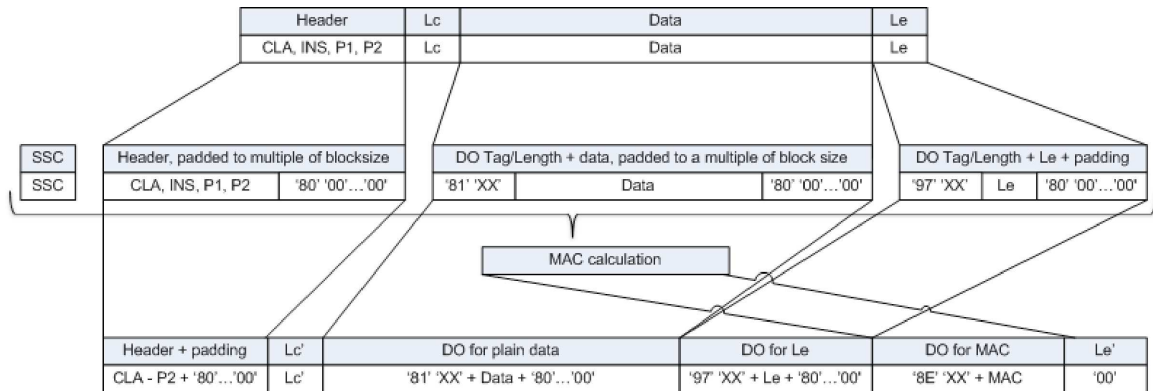 Header Lc Data Le
CLA, INS, P1, P2 Lc Data Le
SSC Header, padded to multiple of blocksize DO Tag/Length + data, padded to a multiple of block size DO Tag/Length + Le + padding
SSC CLA, INS, P1, P2 '80' '00'...'00' '81' 'XX' Data '80' '00'...'00' '97' 'XX' Le '80' '00'...'00'
MAC calculation
Header + padding Lc' DO for plain data DO for Le DO for MAC Le'
CLA - P2 + '80'...'00' Lc' '81' 'XX' + Data + '80'...'00' '97' 'XX' + Le + '80'...'00' '8E' 'XX' + MAC '00'